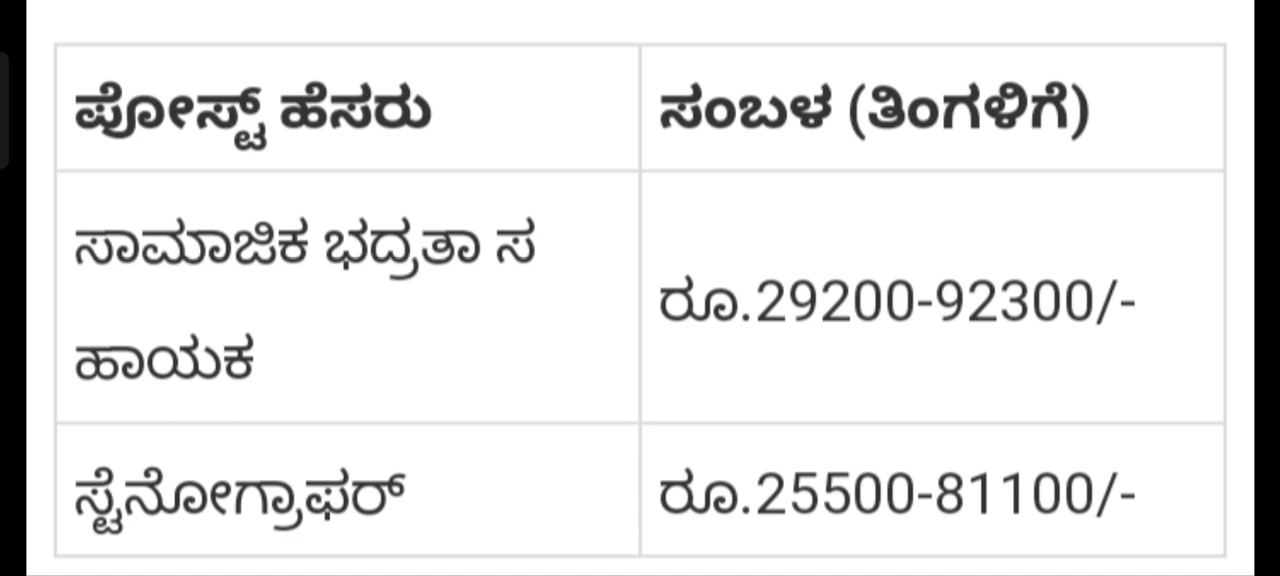 ಪೋಸ್ಟ್ ಹೆಸರು ಸಂಬಳ (ತಿಂಗಳಿಗೆ)
ಸಾಮಾಜಿಕ ಭದ್ರತಾ ಸ
ಹಾಯಕ
ರೂ.29200-92300/-
ಸ್ಟೆನೋಗ್ರಾಫರ್ ರೂ.25500-81100/-